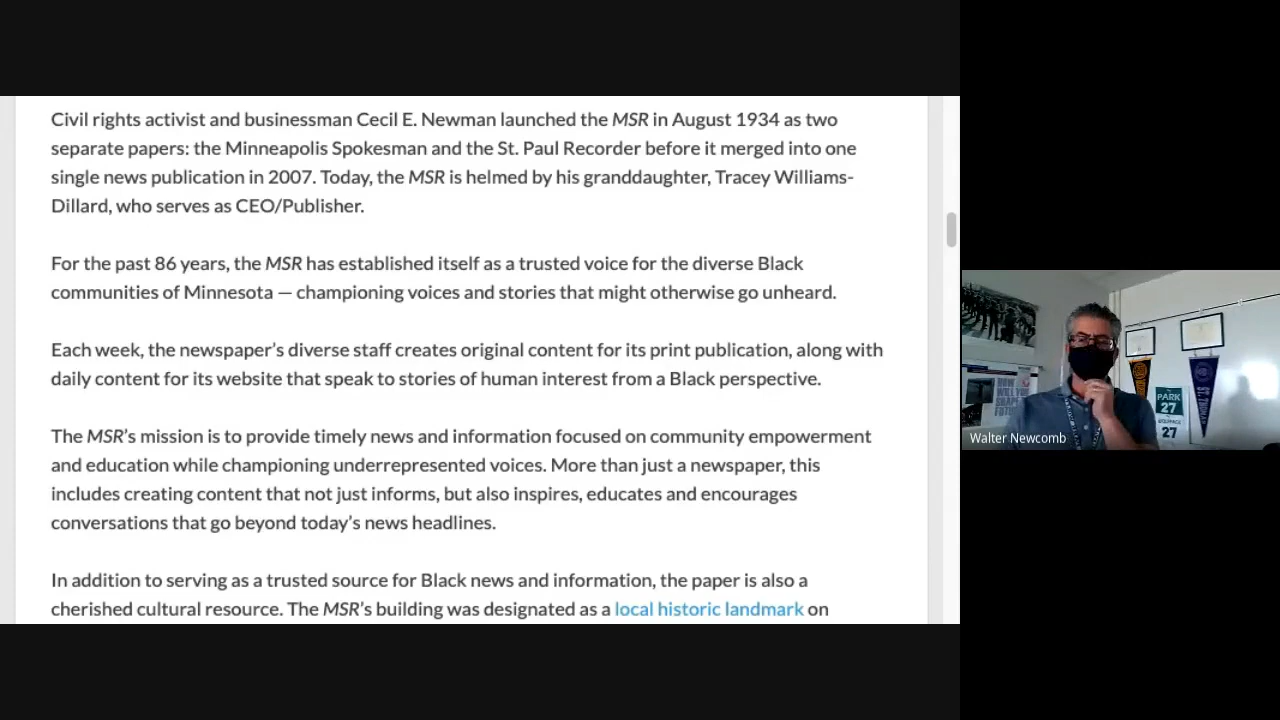 Civil rights activist and businessman Cecil E. Newman launched the MSR in August 1934 as two
separate papers: the Minneapolis Spokesman and the St. Paul Recorder before it merged into one
single news publication in 2007. Today, the MSR is helmed by his granddaughter, Tracey Williams-
Dillard, who serves as CEO/Publisher.
For the past 86 years, the MSR has established itself as a trusted voice for the diverse Black
communities of Minnesota — championing voices and stories that might otherwise go unheard.
Each week, the newspaper’s diverse staff creates original content for its print publication, along with
daily content for its website that speak to stories of human interest from a Black perspective.
The MSR’s mission is to provide timely news and information focused on community empowerment
and education while championing underrepresented voices. More than just a newspaper, this
includes creating content that not just informs, but also inspires, educates and encourages
conversations that go beyond today’s news headlines.
In addition to serving as a trusted source for Black news and information, the paper is also a
cherished cultural resource. The MSR’s building was designated as a local historic landmark on
NOW
WILL YOU
PARK
27
27
ST. THOMAS
Walter Newcomb